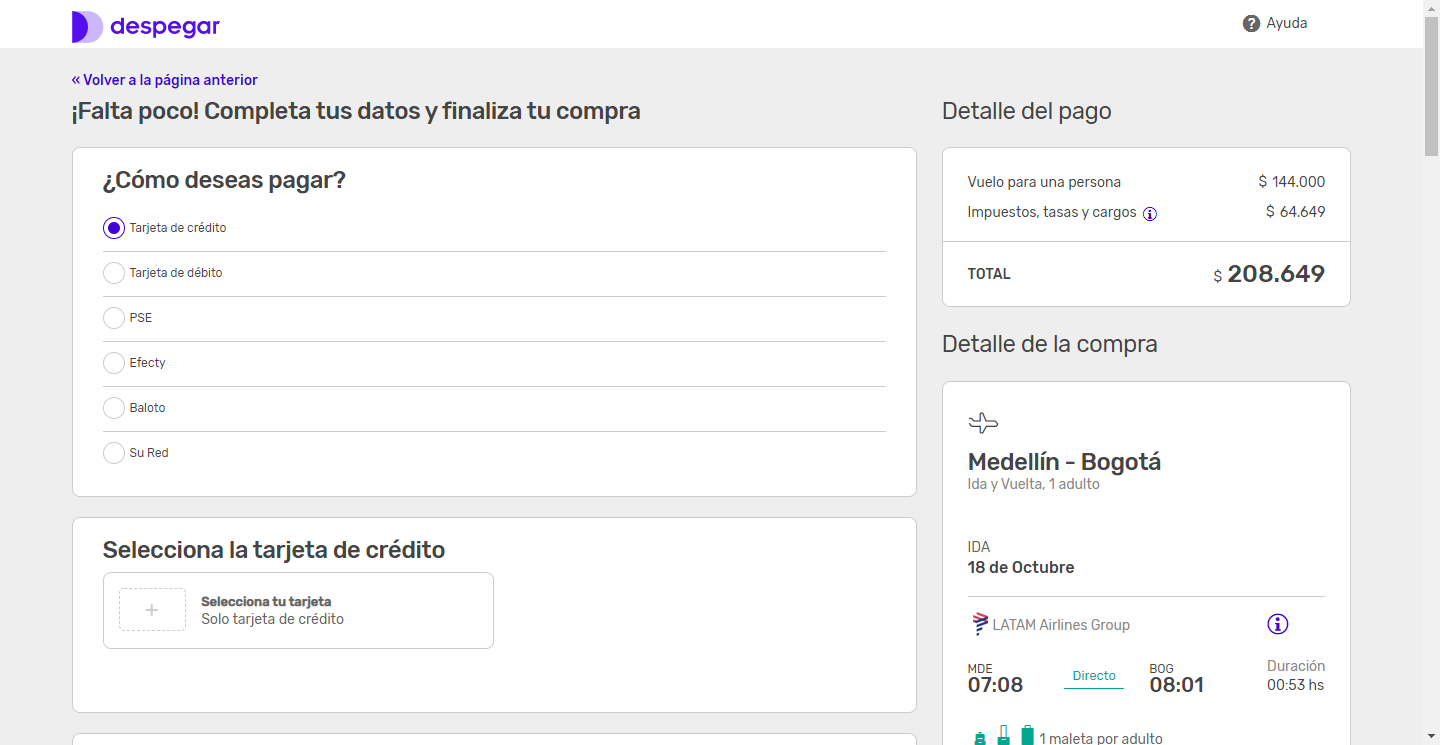 despegar
Ayuda
« Volver a la página anterior
¡Falta poco! Completa tus datos y finaliza tu compra
¿Cómo deseas pagar?
Tarjeta de crédito
Tarjeta de débito
PSE
Efecty
Baloto
Su Red
Selecciona la tarjeta de crédito
Selecciona tu tarjeta
Solo tarjeta de crédito
Detalle del pago
Vuelo para una persona $ 144.000
Impuestos, tasas y cargos $ 64.649
TOTAL $ 208.649
Detalle de la compra
Medellín - Bogotá
Ida y Vuelta, 1 adulto
IDA
18 de Octubre
LATAM Airlines Group
MDE BOG Duración
07:08 Directo 08:01 00:53 hs
1 maleta por adulto